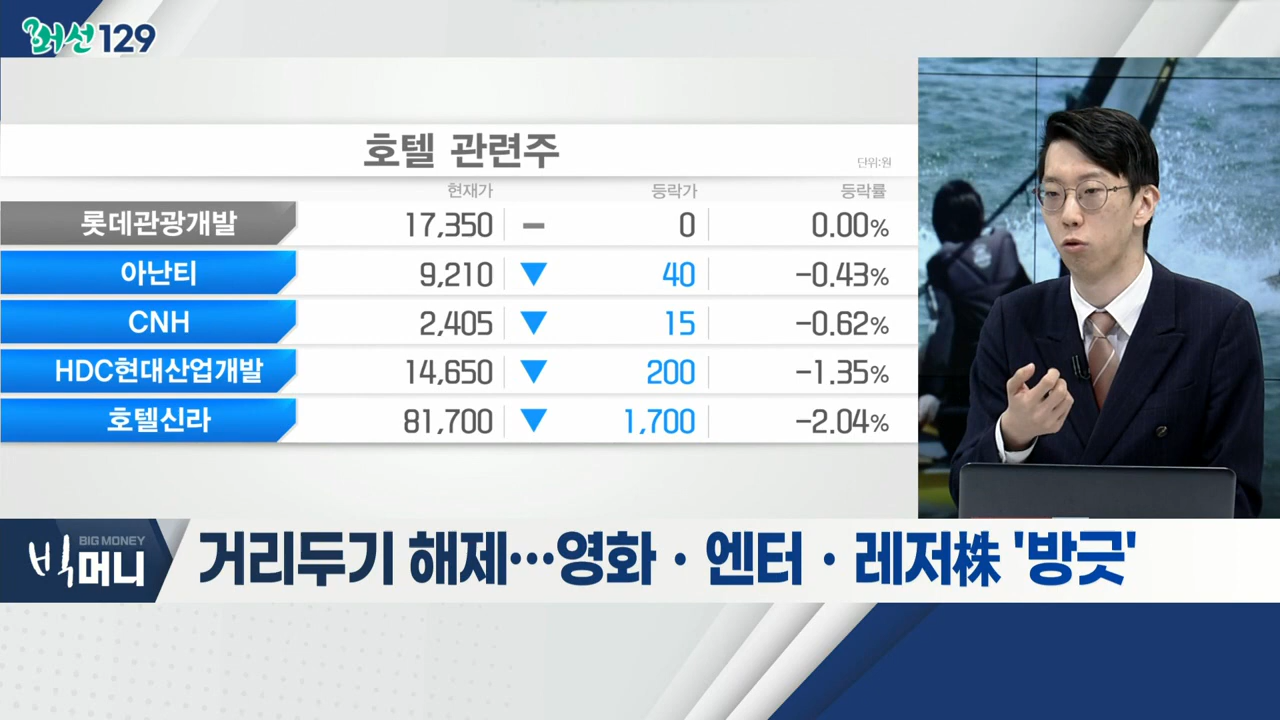 머선129
호텔 관련주
단위:원
현재가 등락가 등락률
롯데관광개발 17,350 − 0 0.00%
아난티 9,210 ▼ 40 −0.43%
CNH 2,405 ▼ 15 −0.62%
HDC현대산업개발 14,650 ▼ 200 −1.35%
호텔신라 81,700 ▼ 1,700 −2.04%
BIG MONEY
빅머니
거리두기 해제…영화·엔터·레저株 '방긋'